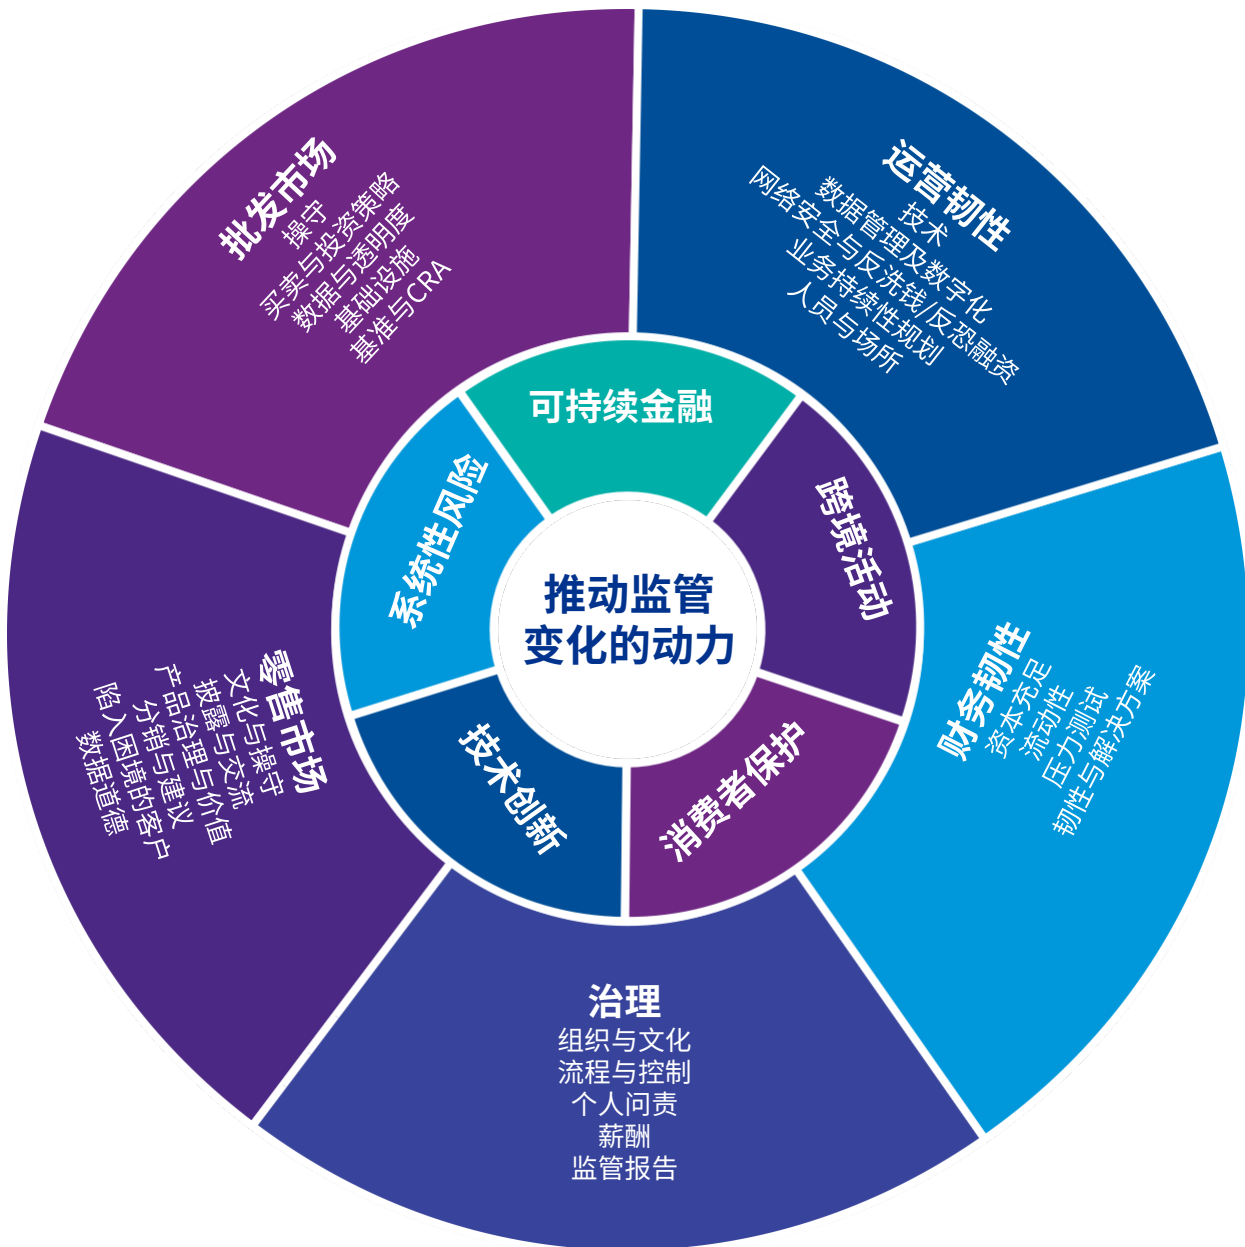 推动监管
变化的动力
可持续金融
跨境活动
消费者保护
技术创新
系统性风险
运营韧性
技术
数据管理及数字化
网络安全与反洗钱/反恐融资
业务持续性规划
人员与场所
财务韧性
资本充足
流动性
压力测试
韧性与解决方案
治理
组织与文化
流程与控制
个人问责
薪酬
监管报告
零售市场
文化与操守
披露与交流
产品治理与价值
分销与建议
陷入困境的客户
数据道德
批发市场
操守
买卖与投资策略
数据与透明度
基础设施
基准与CRA